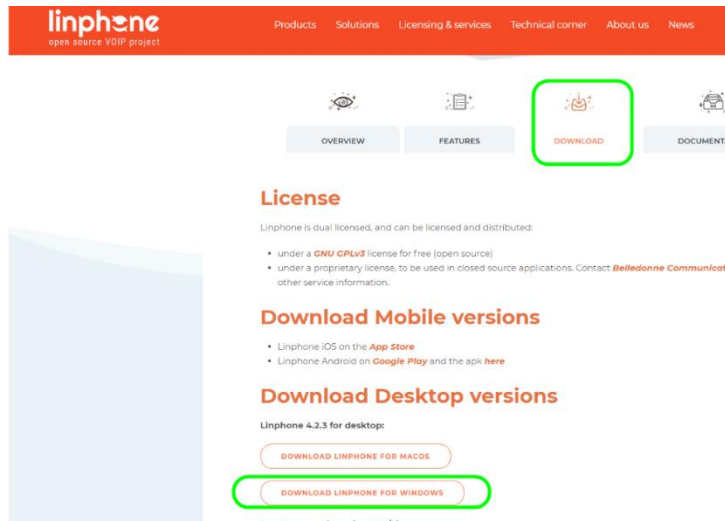 linphone
open source VOIP project
Products Solutions Licensing & services Technical corner About us News
OVERVIEW FEATURES DOWNLOAD DOCUMENT
License
Linphone is dual licensed, and can be licensed and distributed:
• under a GNU GPLv3 license for free (open source)
• under a proprietary license, to be used in closed source applications. Contact Belledonne Communicat
other service information.
Download Mobile versions
• Linphone iOS on the App Store
• Linphone Android on Google Play and the apk here
Download Desktop versions
Linphone 4.2.3 for desktop:
DOWNLOAD LINPHONE FOR MACOS
DOWNLOAD LINPHONE FOR WINDOWS